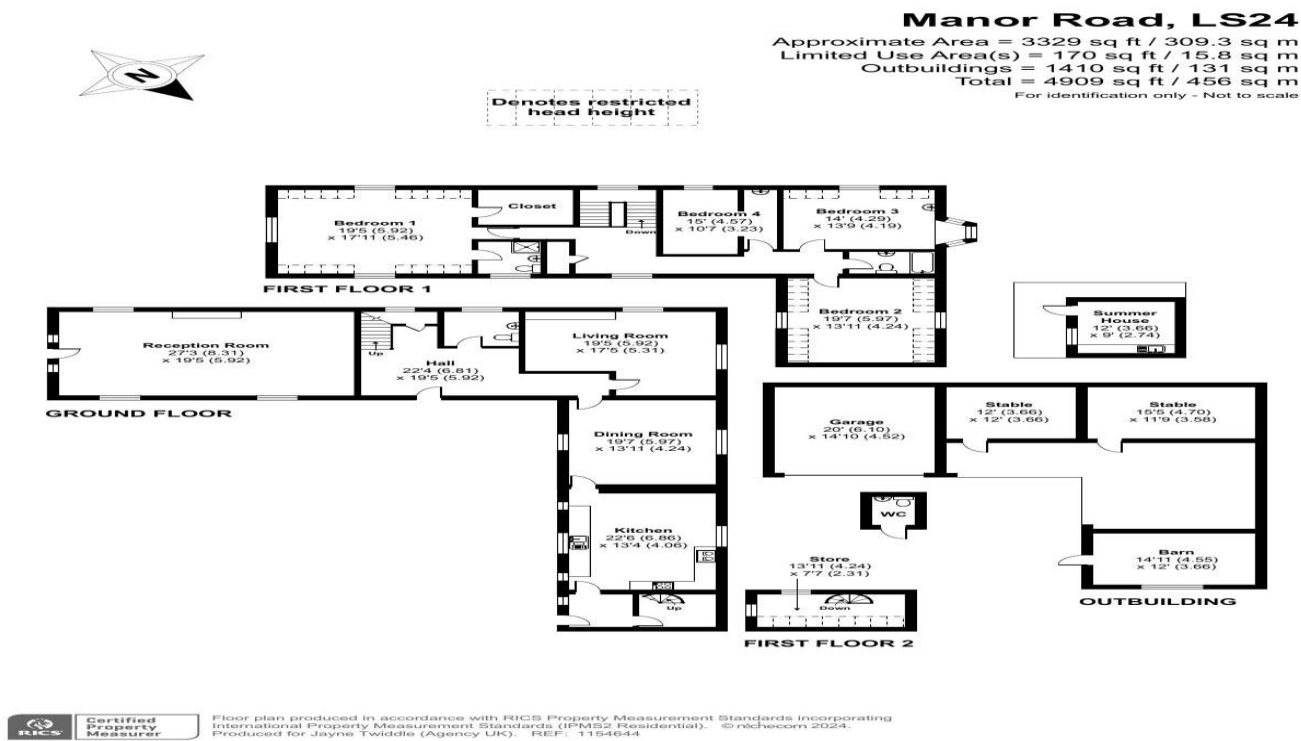 Manor Road, LS24
Approximate Area = 3329 sq ft / 309.3 sq m
Limited Use Area(s) = 170 sq ft / 15.8 sq m
Outbuildings = 1410 sq ft / 131 sq m
Total = 4909 sq ft / 456 sq m
For identification only - Not to scale
N
Denotes restricted
head height
Bedroom 1
19'5 (5.92)
x 17'11 (5.46)
Closet
Down
Bedroom 4
15' (4.57)
x 10'7 (3.23)
Bedroom 3
14' (4.29)
x 13'9 (4.19)
FIRST FLOOR 1
Bedroom 2
19'7 (5.97)
x 13'11 (4.24)
Summer
House
12' (3.66)
x 9' (2.74)
Reception Room
27'3 (8.31)
x 19'5 (5.92)
Up
Hall
22'4 (6.81)
x 19'5 (5.92)
Living Room
19'5 (5.92)
x 17'5 (5.31)
GROUND FLOOR
Dining Room
19'7 (5.97)
x 13'11 (4.24)
Garage
20' (6.10)
x 14'10 (4.52)
Stable
12' (3.66)
x 12' (3.66)
Stable
15'5 (4.70)
x 11'9 (3.58)
WC
Kitchen
22'6 (6.86)
x 13'4 (4.06)
Up
Store
13'11 (4.24)
x 7'7 (2.31)
Down
Barn
14'11 (4.55)
x 12' (3.66)
OUTBUILDING
FIRST FLOOR 2
RICS
Certified
Property
Measurer
Floor plan produced in accordance with RICS Property Measurement Standards incorporating
International Property Measurement Standards (IPMS2 Residential). © nichecom 2024.
Produced for Jayne Twiddle (Agency UK). REF: 1154644